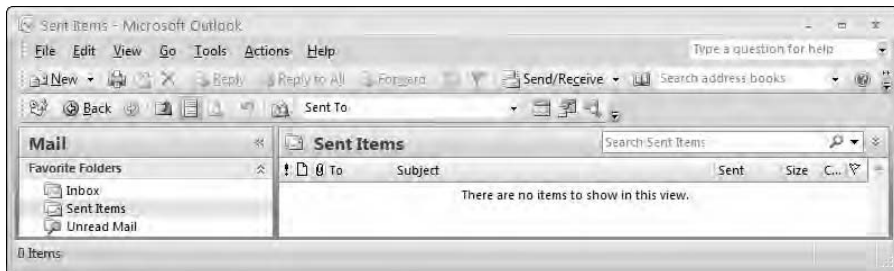 Sent Items - Microsoft Outlook
File Edit View Go Tools Actions Help Type a question for help
New Reply Reply to All Forward Send/Receive Search address books
Back Sent To
Mail Sent Items Search Sent Items
Favorite Folders ! To Subject Sent Size C...
Inbox There are no items to show in this view.
Sent Items
Unread Mail
0 Items